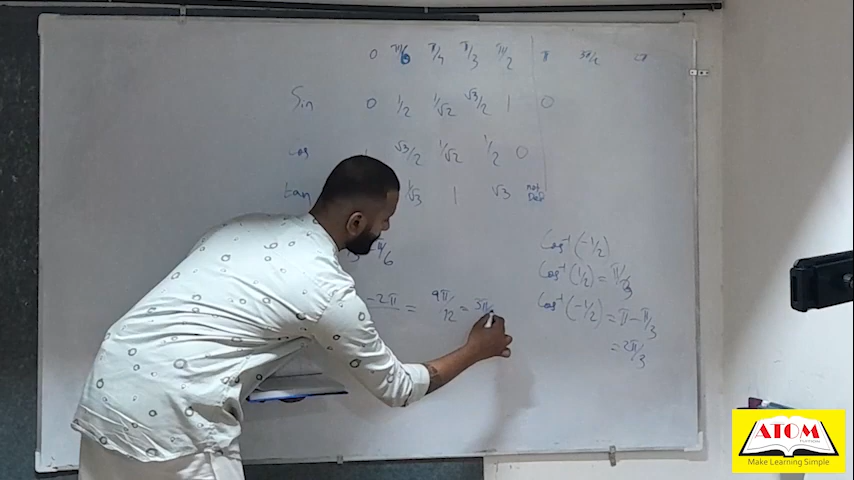 0 π/6 π/4 π/3 π/2 π 3π/2
Sin 0 1/2 1/√2 √3/2 1 0
cos √3/2 1/√2 1/2 0
tan 1/√3 1 √3 not Def
π/6
-2π = 9π/12 = 3π/
Cos⁻¹(-1/2)
Cos⁻¹(1/2) = π/3
Cos⁻¹(-1/2) = π - π/3
= 2π/3
ATOM
Make Learning Simple